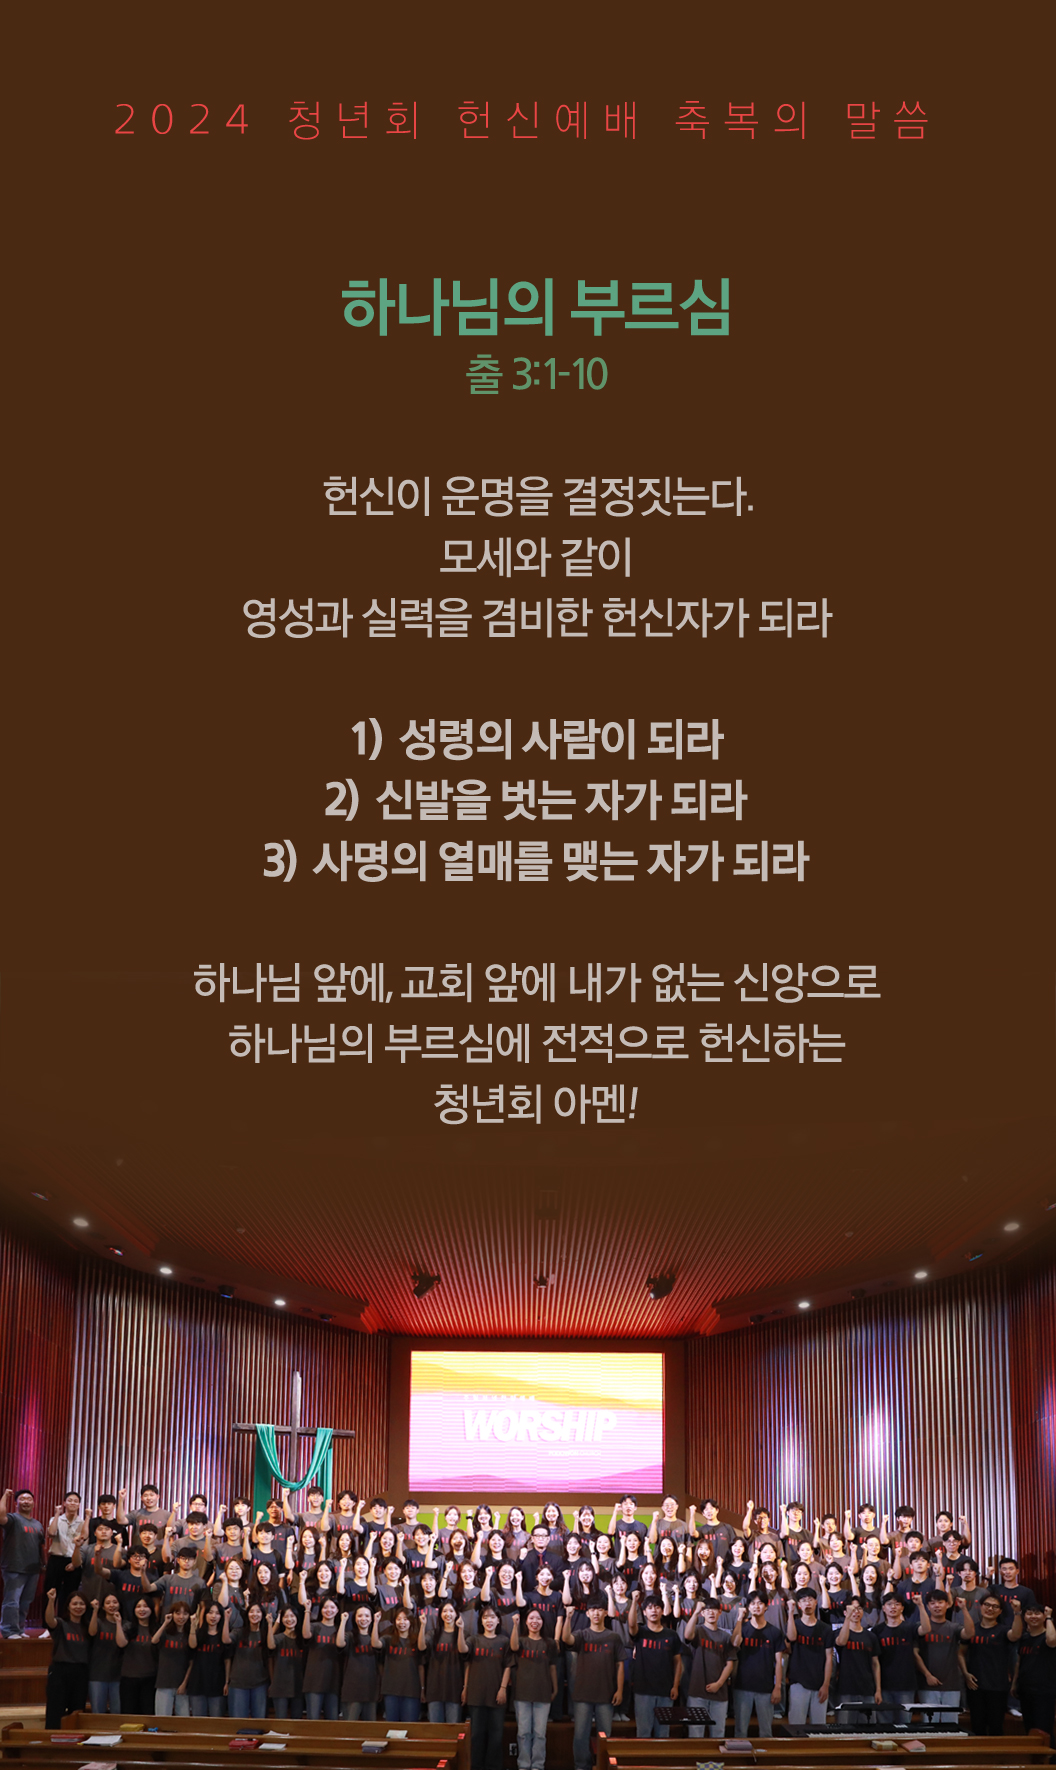 2024 청년회 헌신예배 축복의 말씀
하나님의 부르심
출 3:1-10
헌신이 운명을 결정짓는다.
모세와 같이
영성과 실력을 겸비한 헌신자가 되라
1) 성령의 사람이 되라
2) 신발을 벗는 자가 되라
3) 사명의 열매를 맺는 자가 되라
하나님 앞에, 교회 앞에 내가 없는 신앙으로
하나님의 부르심에 전적으로 헌신하는
청년회 아멘!
WORSHIP